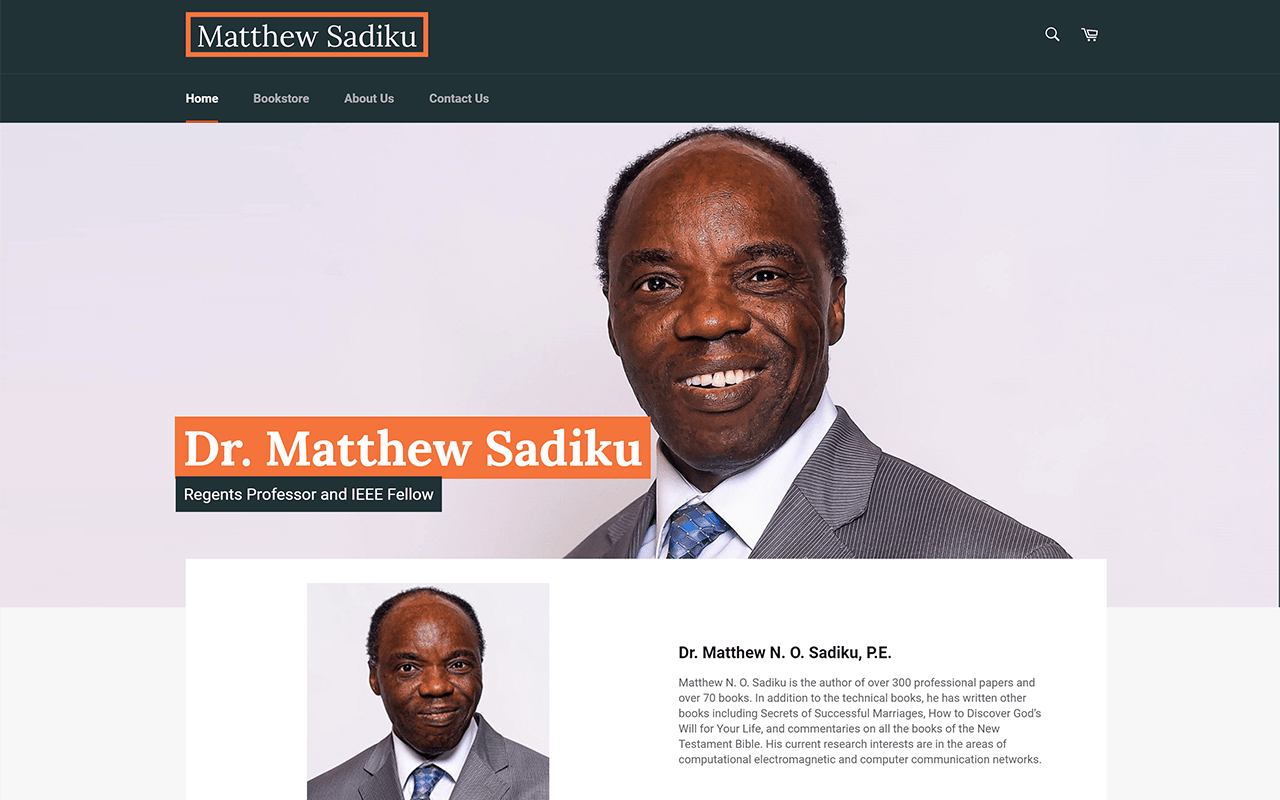 Matthew Sadiku
Home Bookstore About Us Contact Us
Dr. Matthew Sadiku
Regents Professor and IEEE Fellow
Dr. Matthew N. O. Sadiku, P.E.
Matthew N. O. Sadiku is the author of over 300 professional papers and
over 70 books. In addition to the technical books, he has written other
books including Secrets of Successful Marriages, How to Discover God’s
Will for Your Life, and commentaries on all the books of the New
Testament Bible. His current research interests are in the areas of
computational electromagnetic and computer communication networks.